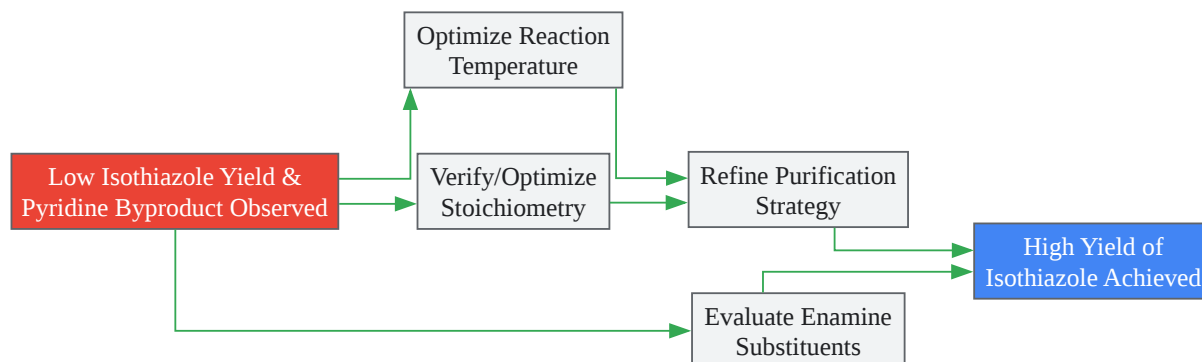 Optimize Reaction
Temperature
Low Isothiazole Yield &
Pyridine Byproduct Observed
Verify/Optimize
Stoichiometry
Refine Purification
Strategy
High Yield of
Isothiazole Achieved
Evaluate Enamine
Substituents